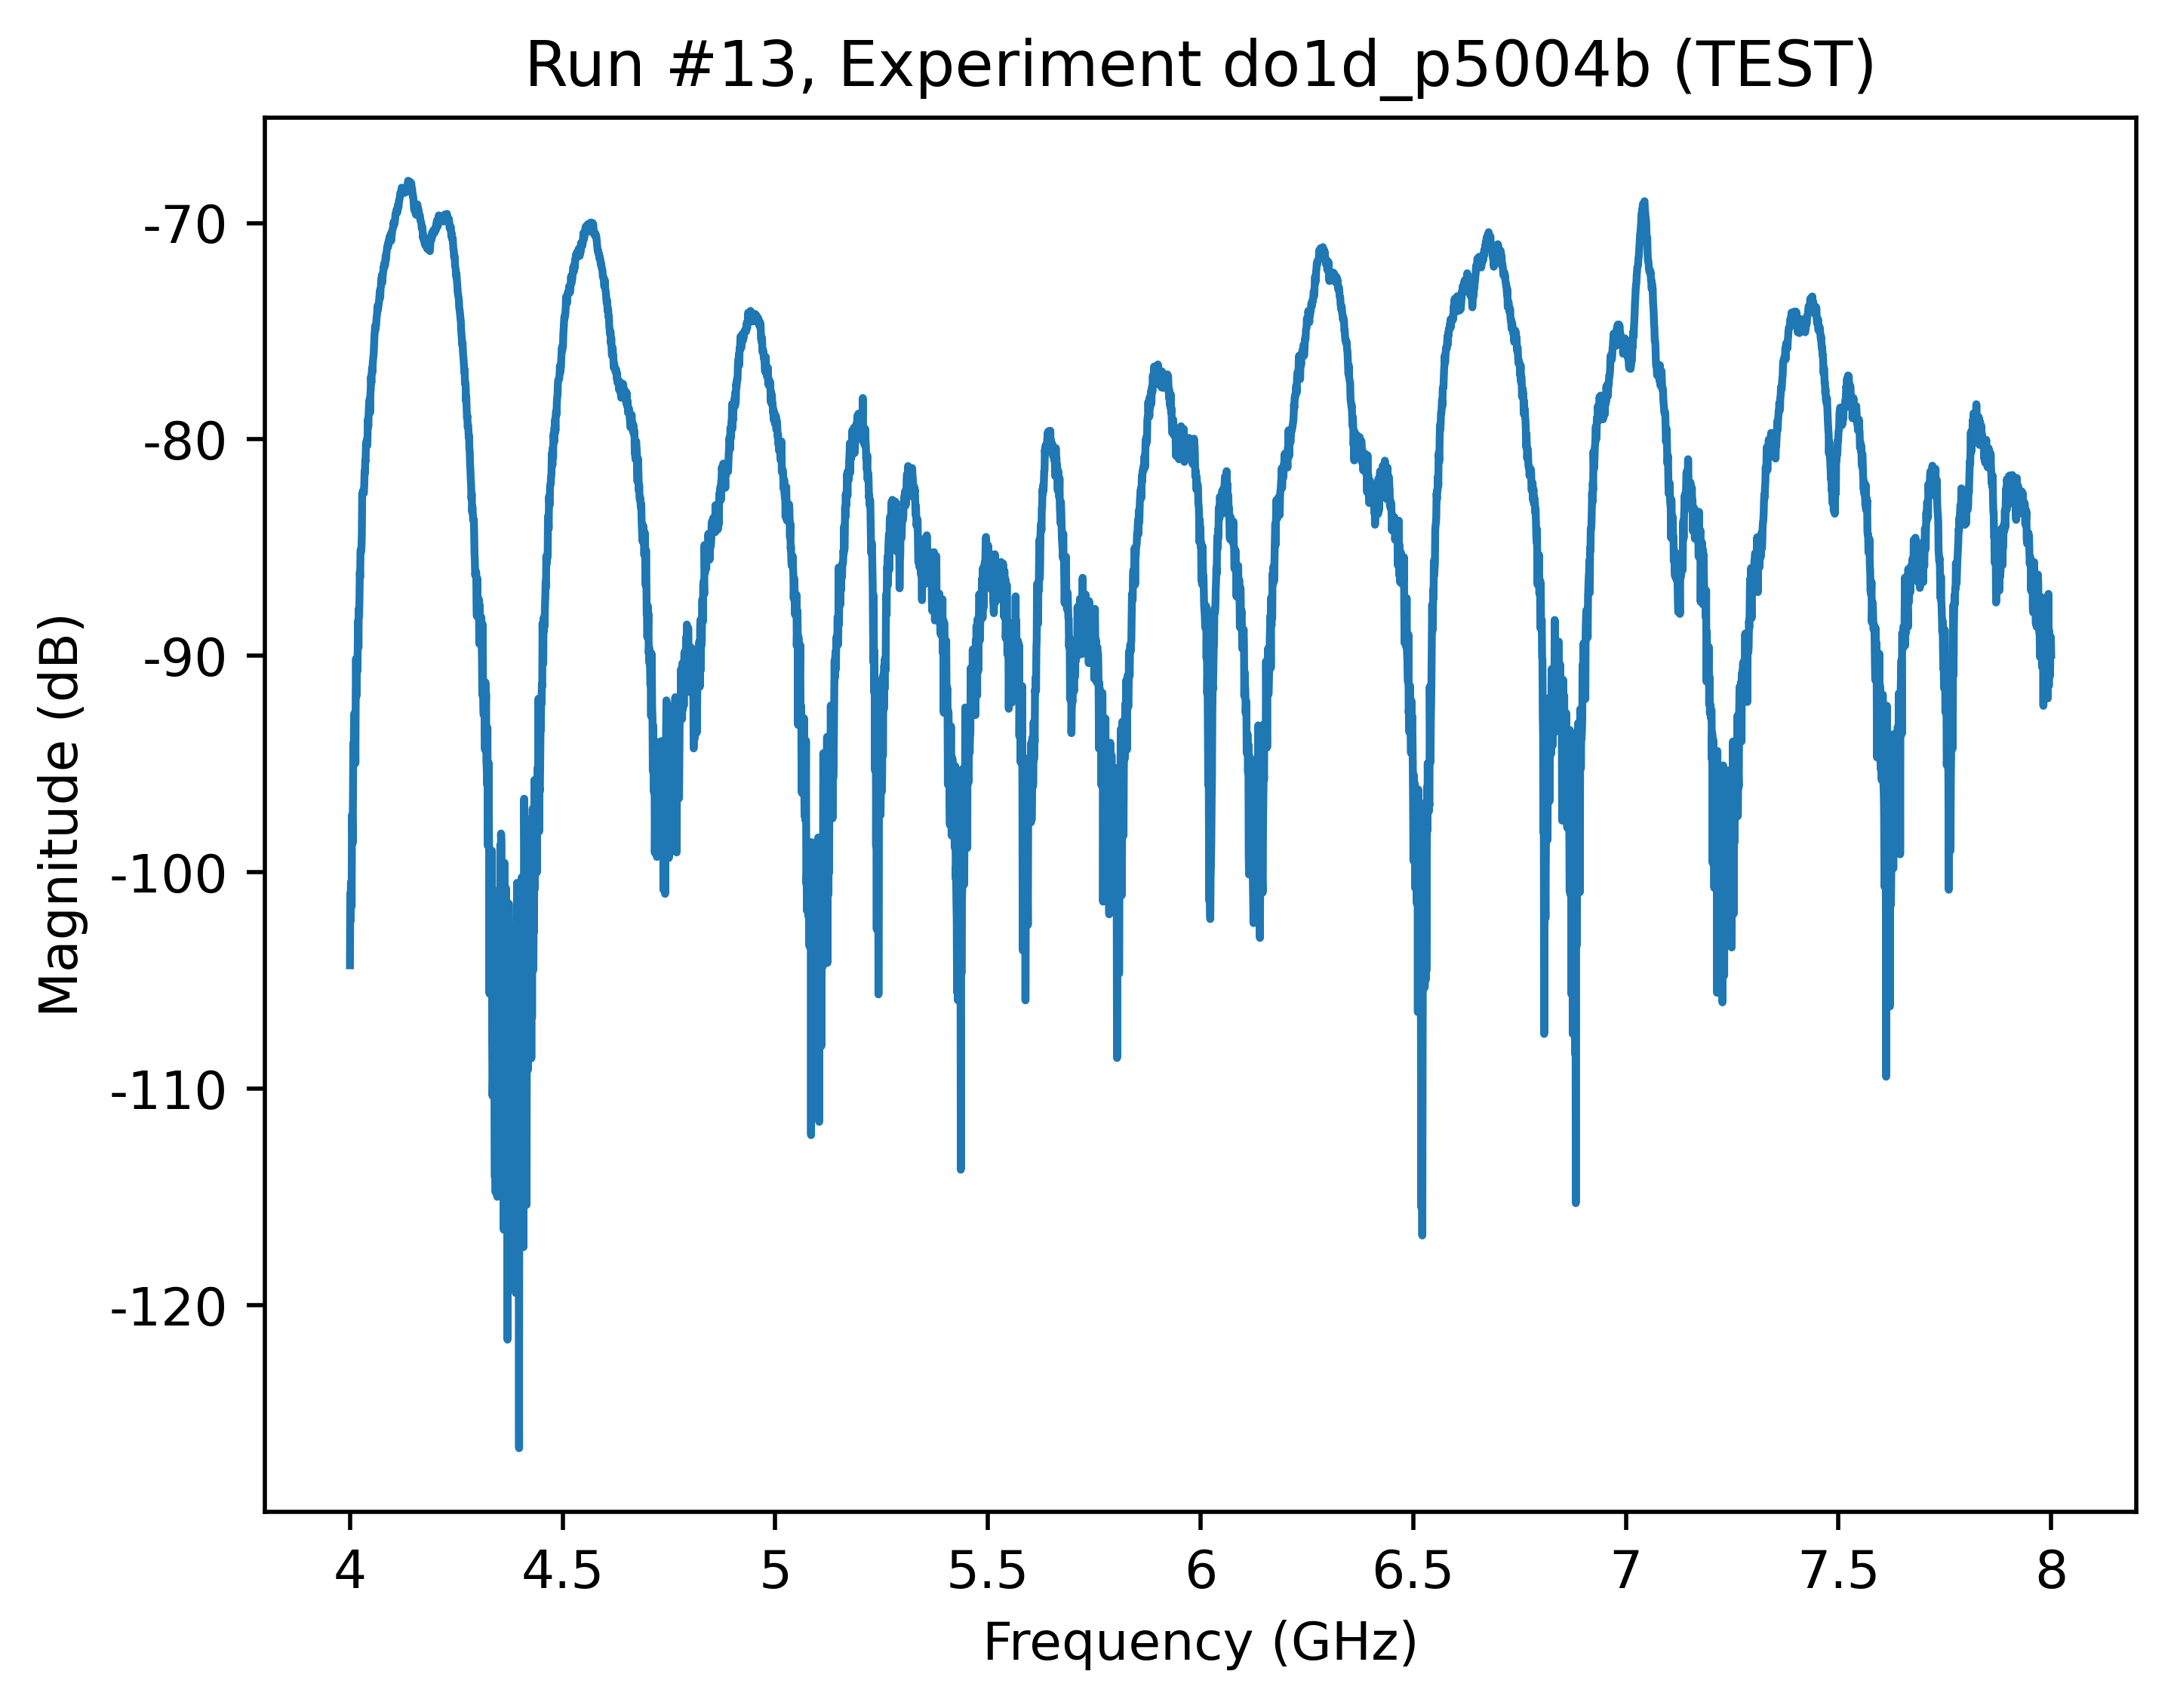 Run #13, Experiment do1d_p5004b (TEST)
Magnitude (dB)
-70
-80
-90
-100
-110
-120
4 4.5 5 5.5 6 6.5 7 7.5 8
Frequency (GHz)